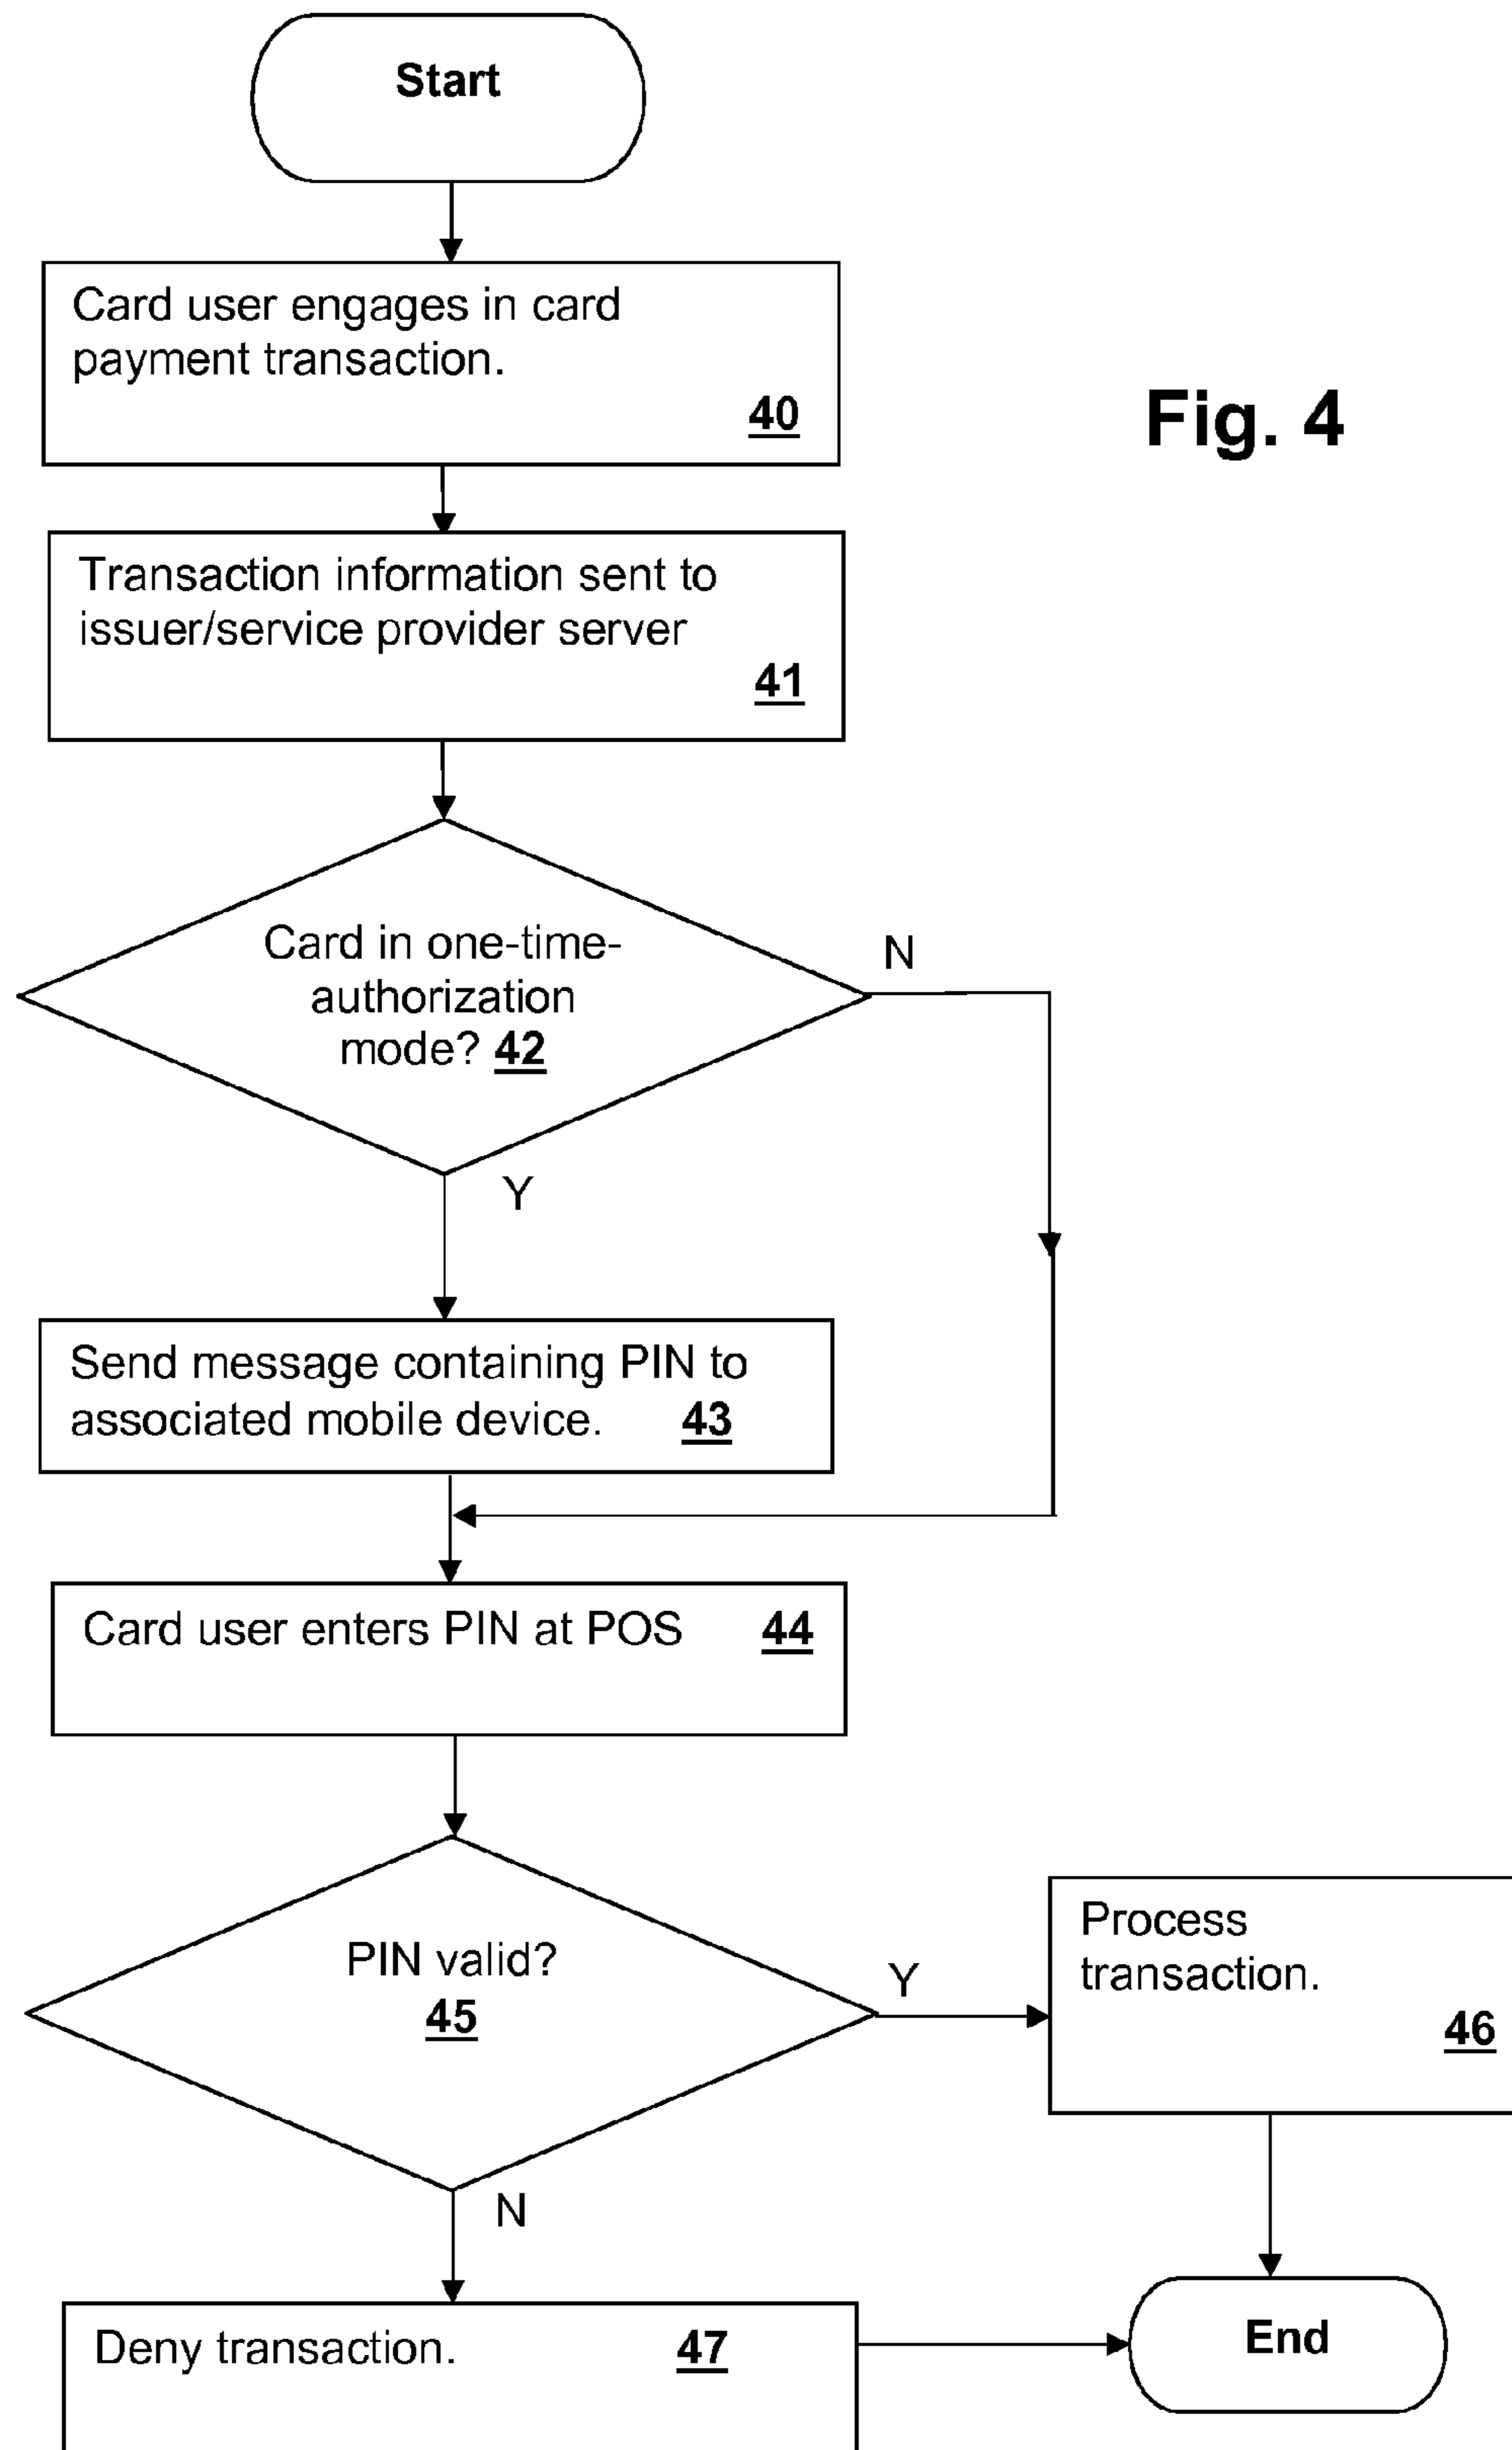 Start
Card user engages in card
payment transaction.
40
Fig. 4
Transaction information sent to
issuer/service provider server
41
Card in one-time-
authorization
mode? 42
N
Y
Send message containing PIN to
associated mobile device. 43
Card user enters PIN at POS 44
PIN valid?
45
Y
Process
transaction.
46
N
Deny transaction. 47
End